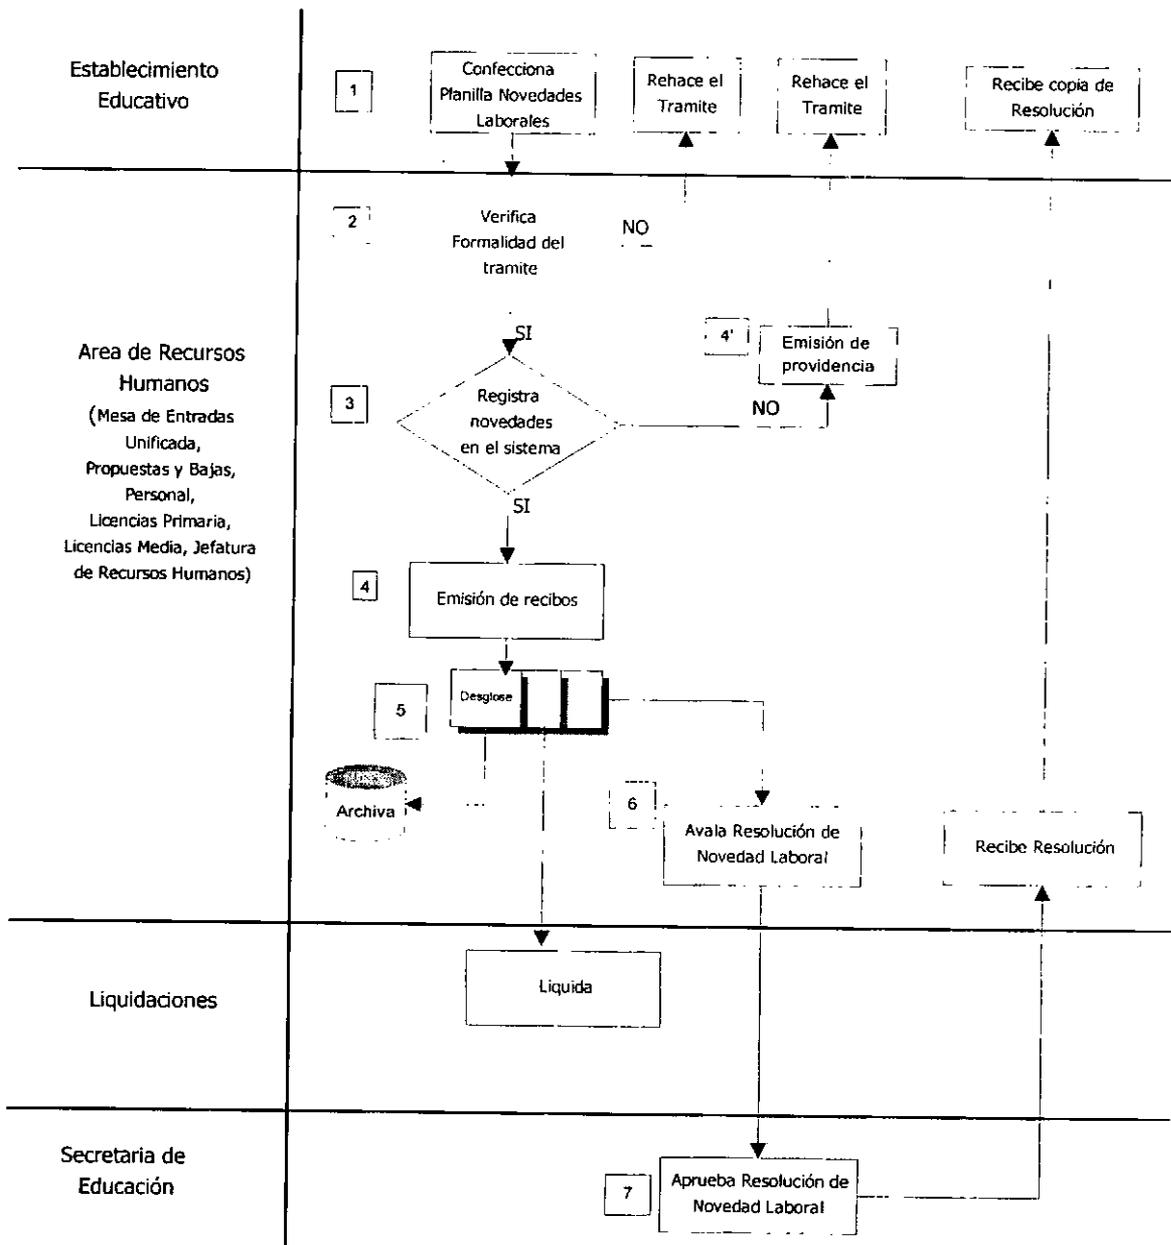 Establecimiento
Educativo
1
Confecciona
Planilla Novedades
Laborales
Rehace el
Tramite
Rehace el
Tramite
Recibe copia de
Resolución
2
Verifica
Formalidad del
tramite
NO
SI
Area de Recursos
Humanos
(Mesa de Entradas
Unificada,
Propuestas y Bajas,
Personal,
Licencias Primaria,
Licencias Media, Jefatura
de Recursos Humanos)
3
Registra
novedades
en el sistema
NO
4'
Emisión de
providencia
SI
4
Emisión de recibos
5
Desglose
Archiva
6
Avala Resolución de
Novedad Laboral
Recibe Resolución
Liquidaciones
Liquida
Secretaria de
Educación
7
Aprueba Resolución de
Novedad Laboral